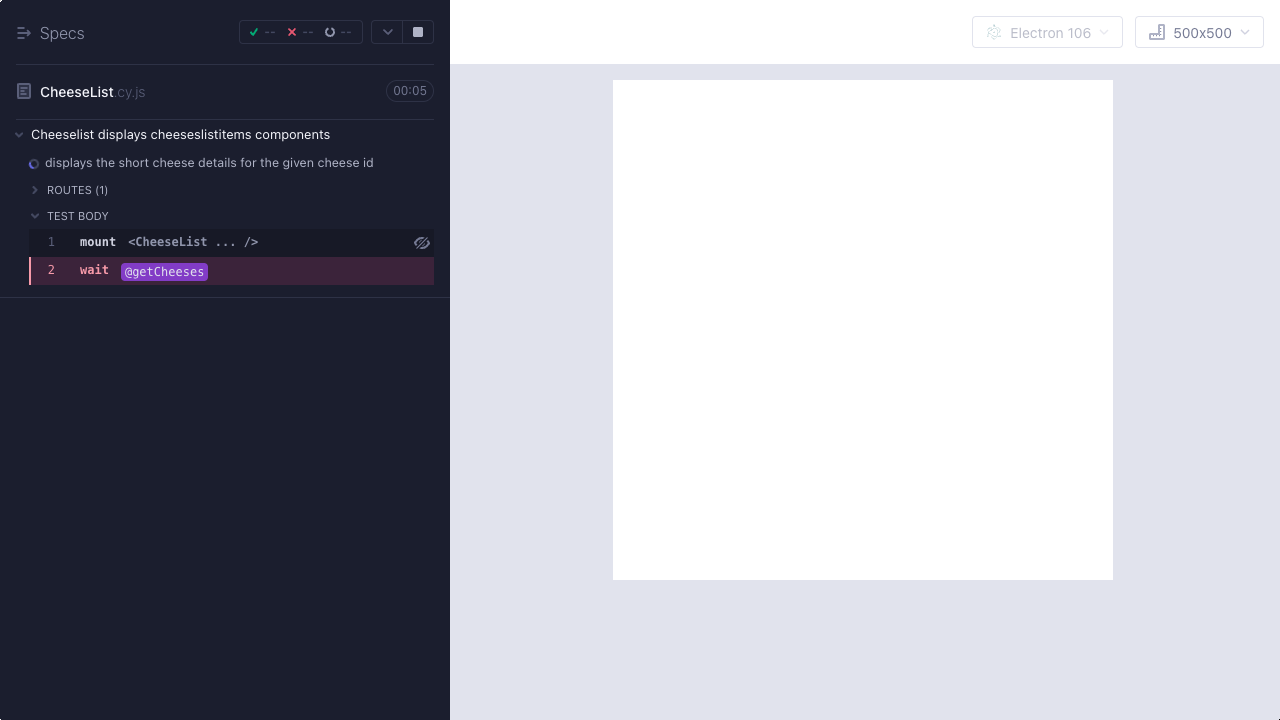 Specs
-- -- --
CheeseList.cy.js
00:05
Cheeselist displays cheeseslistitems components
displays the short cheese details for the given cheese id
ROUTES (1)
TEST BODY
1 mount <CheeseList ... />
2 wait @getCheeses
Electron 106
500x500